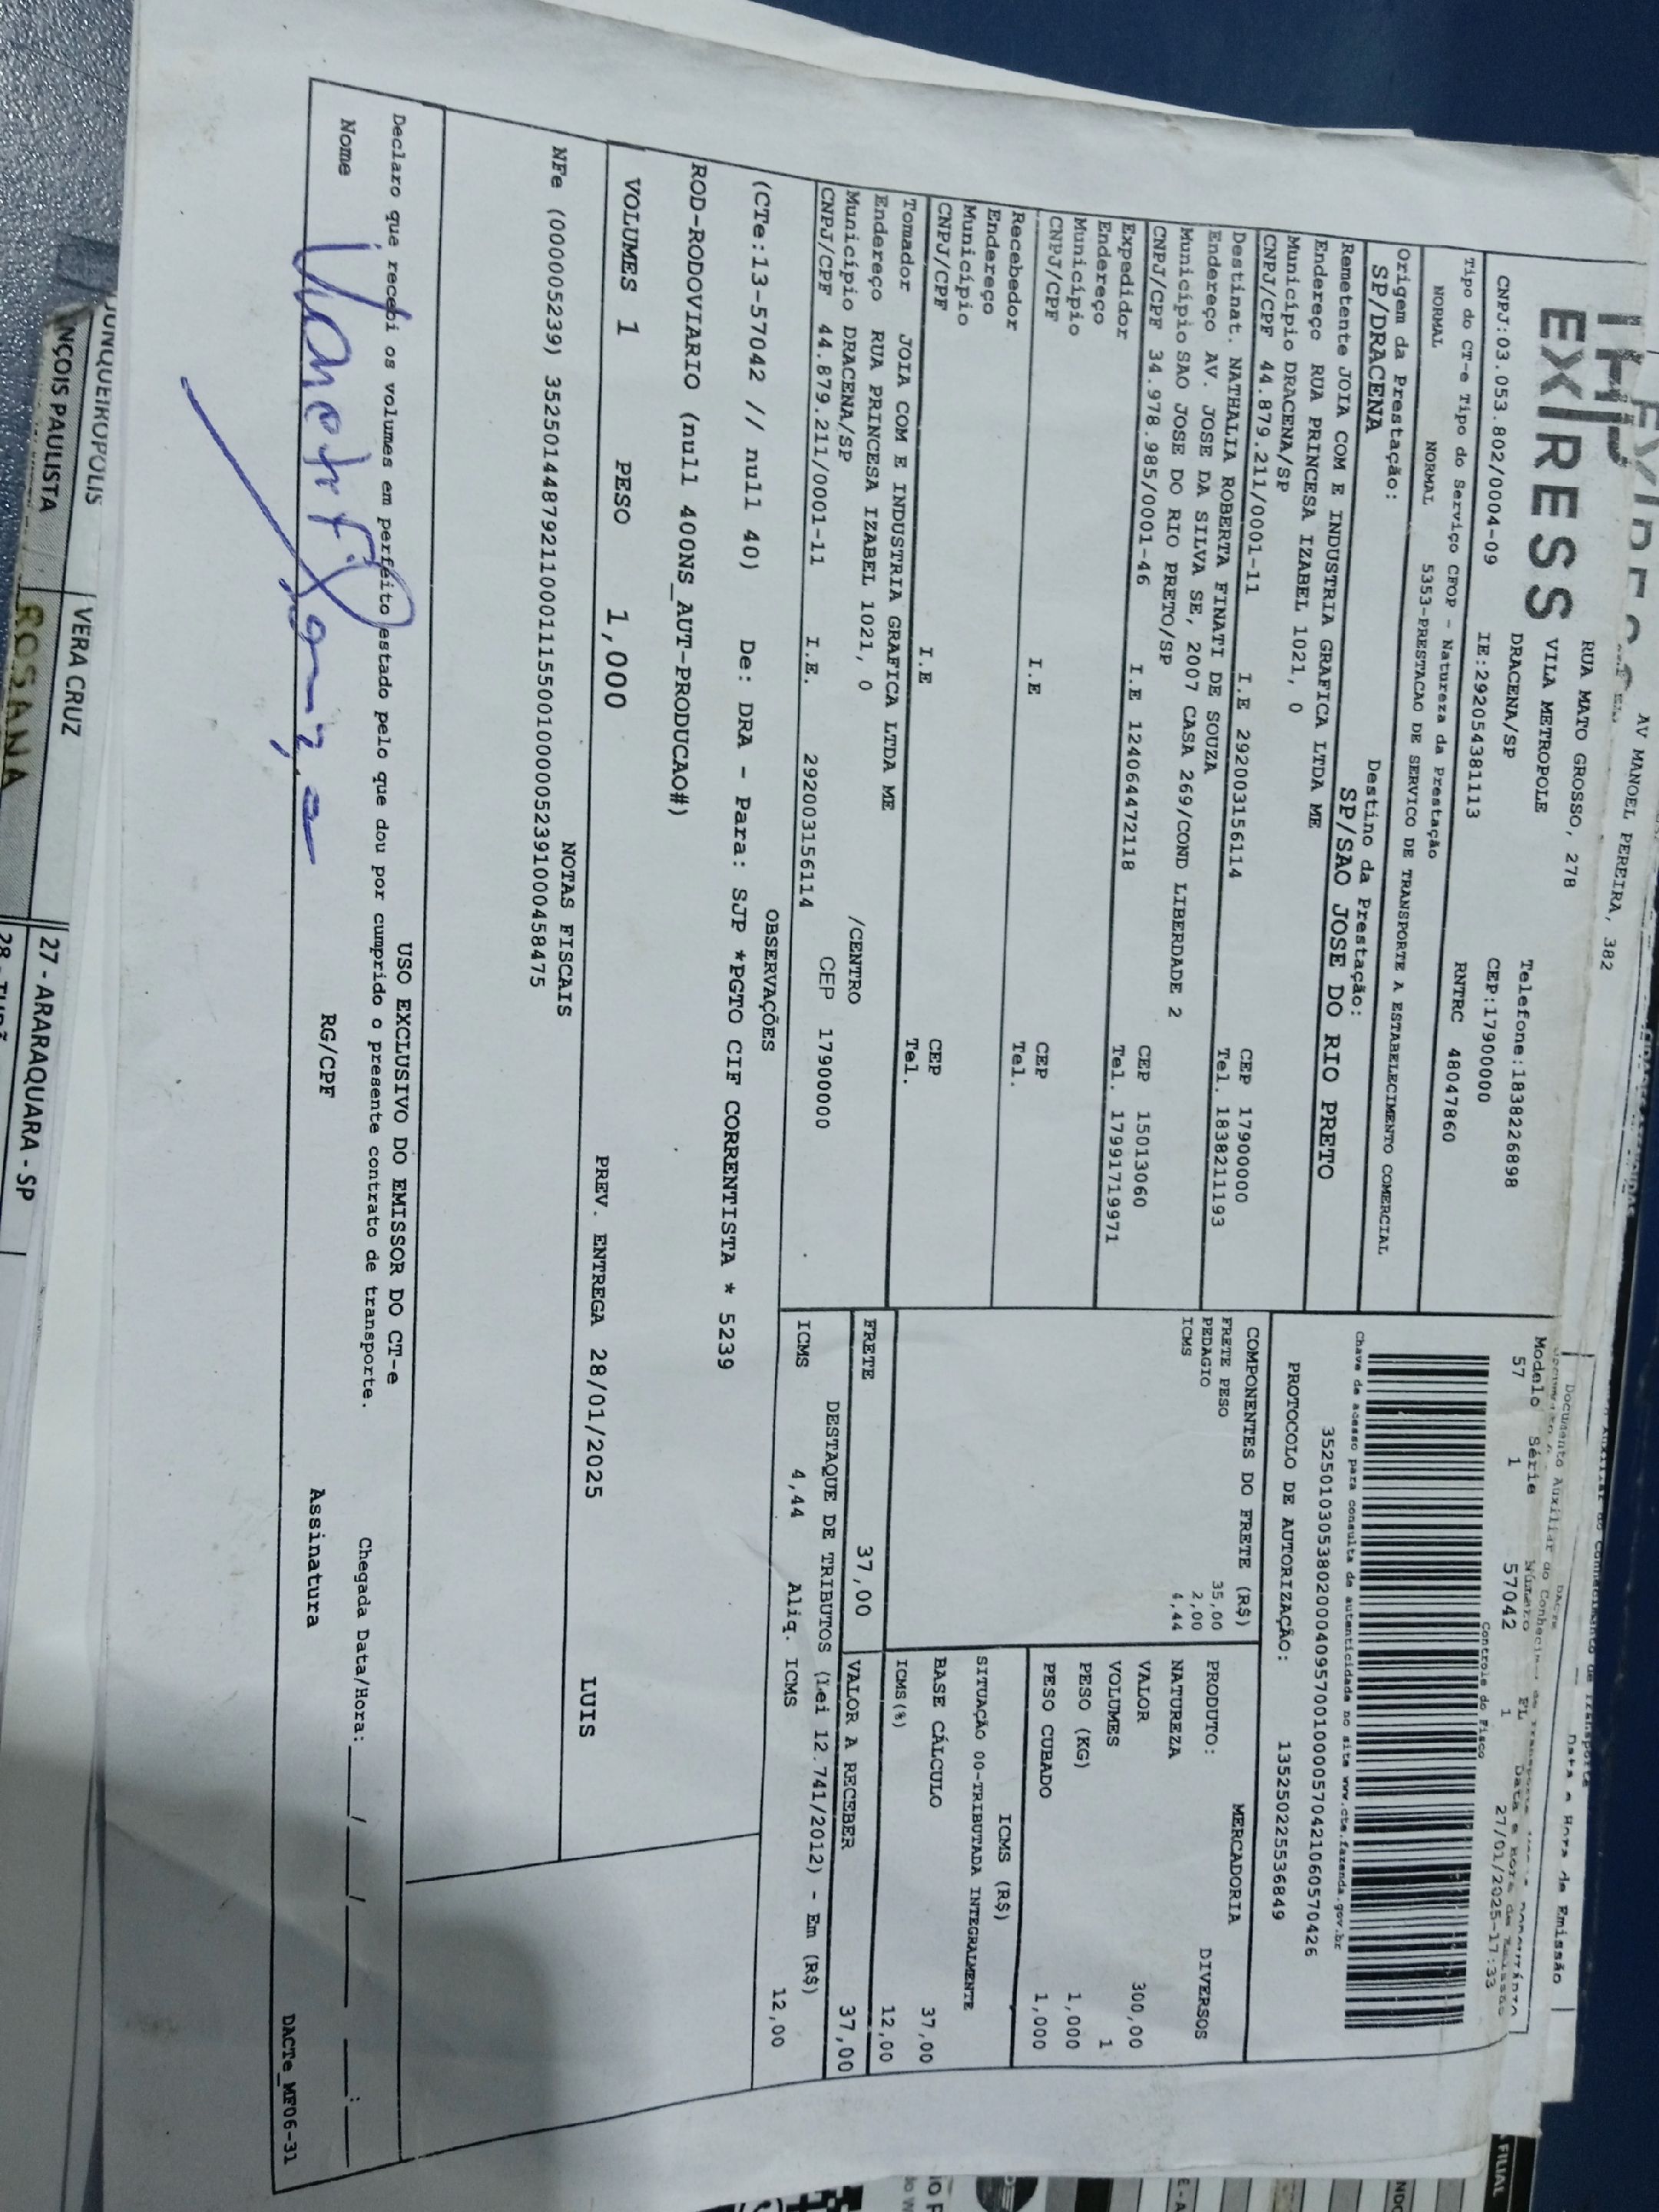 AV MANOEL PEREIRA, 382
EXPRESS
RUA MATO GROSSO, 278
VILA METROPOLE
DRACENA/SP
Telefone:1838226898
CEP:17900000
CNPJ:03.053.802/0004-09 IE:292054381113
RNTRC 48047860
Data e Hora de Emissão
Documento Auxiliar do Conhecimento de Transporte
Modelo Série Número FL Data e Hora de Emissão
57 1 57042 1 27/01/2025-17:33
Controle do Fisco
Tipo do CT-e Tipo do Serviço CFOP - Natureza da Prestação
NORMAL NORMAL 5353-PRESTACAO DE SERVICO DE TRANSPORTE A ESTABELECIMENTO COMERCIAL
Chave de acesso para consulta de autenticidade no site www.cte.fazenda.gov.br
35250103053802000409570010000570421060570426
Origem da Prestação: Destino da Prestação:
SP/DRACENA SP/SAO JOSE DO RIO PRETO
PROTOCOLO DE AUTORIZAÇÃO: 135250225536849
Remetente JOIA COM E INDUSTRIA GRAFICA LTDA ME
Endereço RUA PRINCESA IZABEL 1021, 0
Município DRACENA/SP CEP 17900000
CNPJ/CPF 44.879.211/0001-11 I.E 292003156114 Tel. 1838211193
Destinat. NATHALIA ROBERTA FINATI DE SOUZA
Endereço AV. JOSE DA SILVA SE, 2007 CASA 269/COND LIBERDADE 2
Município SAO JOSE DO RIO PRETO/SP CEP 15013060
CNPJ/CPF 34.978.985/0001-46 I.E 124064472118 Tel. 17991719971
Expedidor
Endereço
Município CEP
CNPJ/CPF I.E Tel.
Recebedor
Endereço
Município CEP
CNPJ/CPF I.E Tel.
Tomador JOIA COM E INDUSTRIA GRAFICA LTDA ME
Endereço RUA PRINCESA IZABEL 1021, 0 /CENTRO
Município DRACENA/SP CEP 17900000
CNPJ/CPF 44.879.211/0001-11 I.E. 292003156114
COMPONENTES DO FRETE (R$)
FRETE PESO 35,00
PEDAGIO 2,00
ICMS 4,44
MERCADORIA
PRODUTO: DIVERSOS
NATUREZA
VALOR 300,00
VOLUMES 1
PESO (KG) 1,000
PESO CUBADO 1,000
ICMS (R$)
SITUAÇÃO 00-TRIBUTADA INTEGRALMENTE
BASE CÁLCULO 37,00
ICMS(%) 12,00
FRETE 37,00 VALOR A RECEBER 37,00
DESTAQUE DE TRIBUTOS (Lei 12.741/2012) - Em (R$)
ICMS 4,44 Aliq. ICMS 12,00
OBSERVAÇÕES
(CTe:13-57042 // null 40) De: DRA - Para: SJP *PGTO CIF CORRENTISTA * 5239
ROD-RODOVIARIO (null 400NS_AUT-PRODUCAO#)
VOLUMES 1 PESO 1,000 PREV. ENTREGA 28/01/2025 LUIS
NOTAS FISCAIS
NFe (000005239) 35250144879211000111550010000052391000458475
USO EXCLUSIVO DO EMISSOR DO CT-e
Declaro que recebi os volumes em perfeito estado pelo que dou por cumprido o presente contrato de transporte.
Chegada Data/Hora:___/___/_____ ___:___
Nome RG/CPF Assinatura
DACTe_MF06-31
JUNQUEIROPOLIS VERA CRUZ
NÇOIS PAULISTA ROSANA 27 - ARARAQUARA - SP
FILIAL